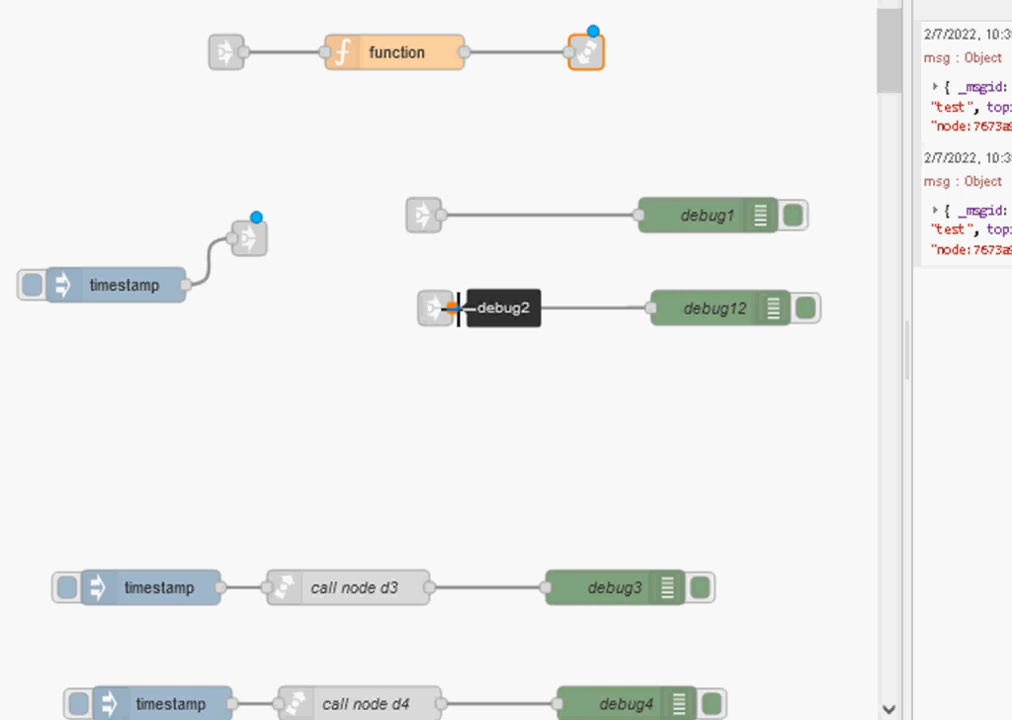 function
2/7/2022, 10:3
msg : Object
{ _msgid:
"test", top
"node:7673a
timestamp
debug1
2/7/2022, 10:3
msg : Object
{ _msgid:
"test", top
"node:7673a
debug2
debug12
timestamp
call node d3
debug3
timestamp
call node d4
debug4